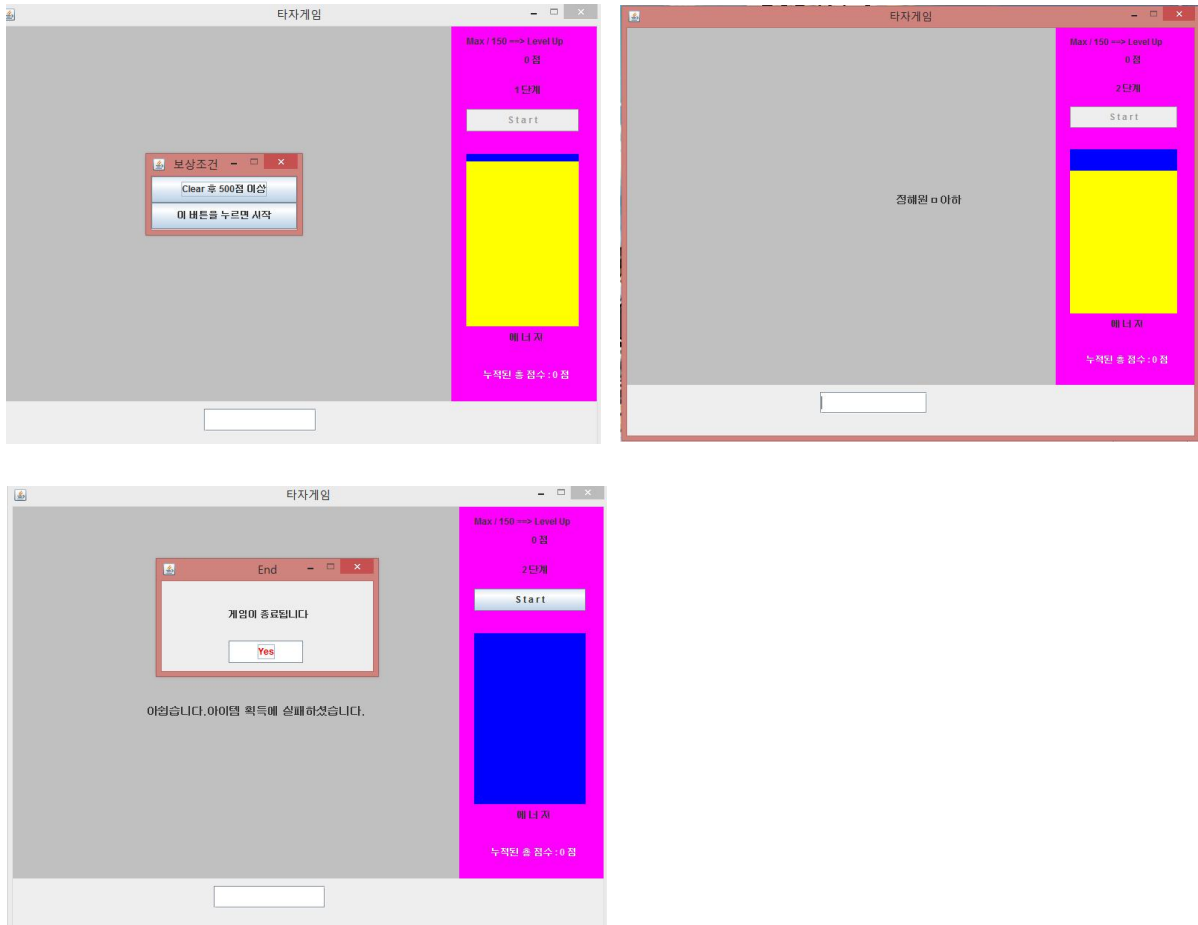 타자게임
Max / 150 ==> Level Up
0 점
1 단계
Start
보상조건
Clear 후 500점 이상
이 버튼을 누르면 시작
에 너 지
누적된 총 점수 : 0 점
타자게임
Max / 150 ==> Level Up
0 점
2 단계
Start
정해원 ㅁ 아하
에 너 지
누적된 총 점수 : 0 점
타자게임
Max / 150 ==> Level Up
0 점
2 단계
Start
End
게임이 종료됩니다
Yes
아쉽습니다.아이템 획득에 실패하셨습니다.
에 너 지
누적된 총 점수 : 0 점